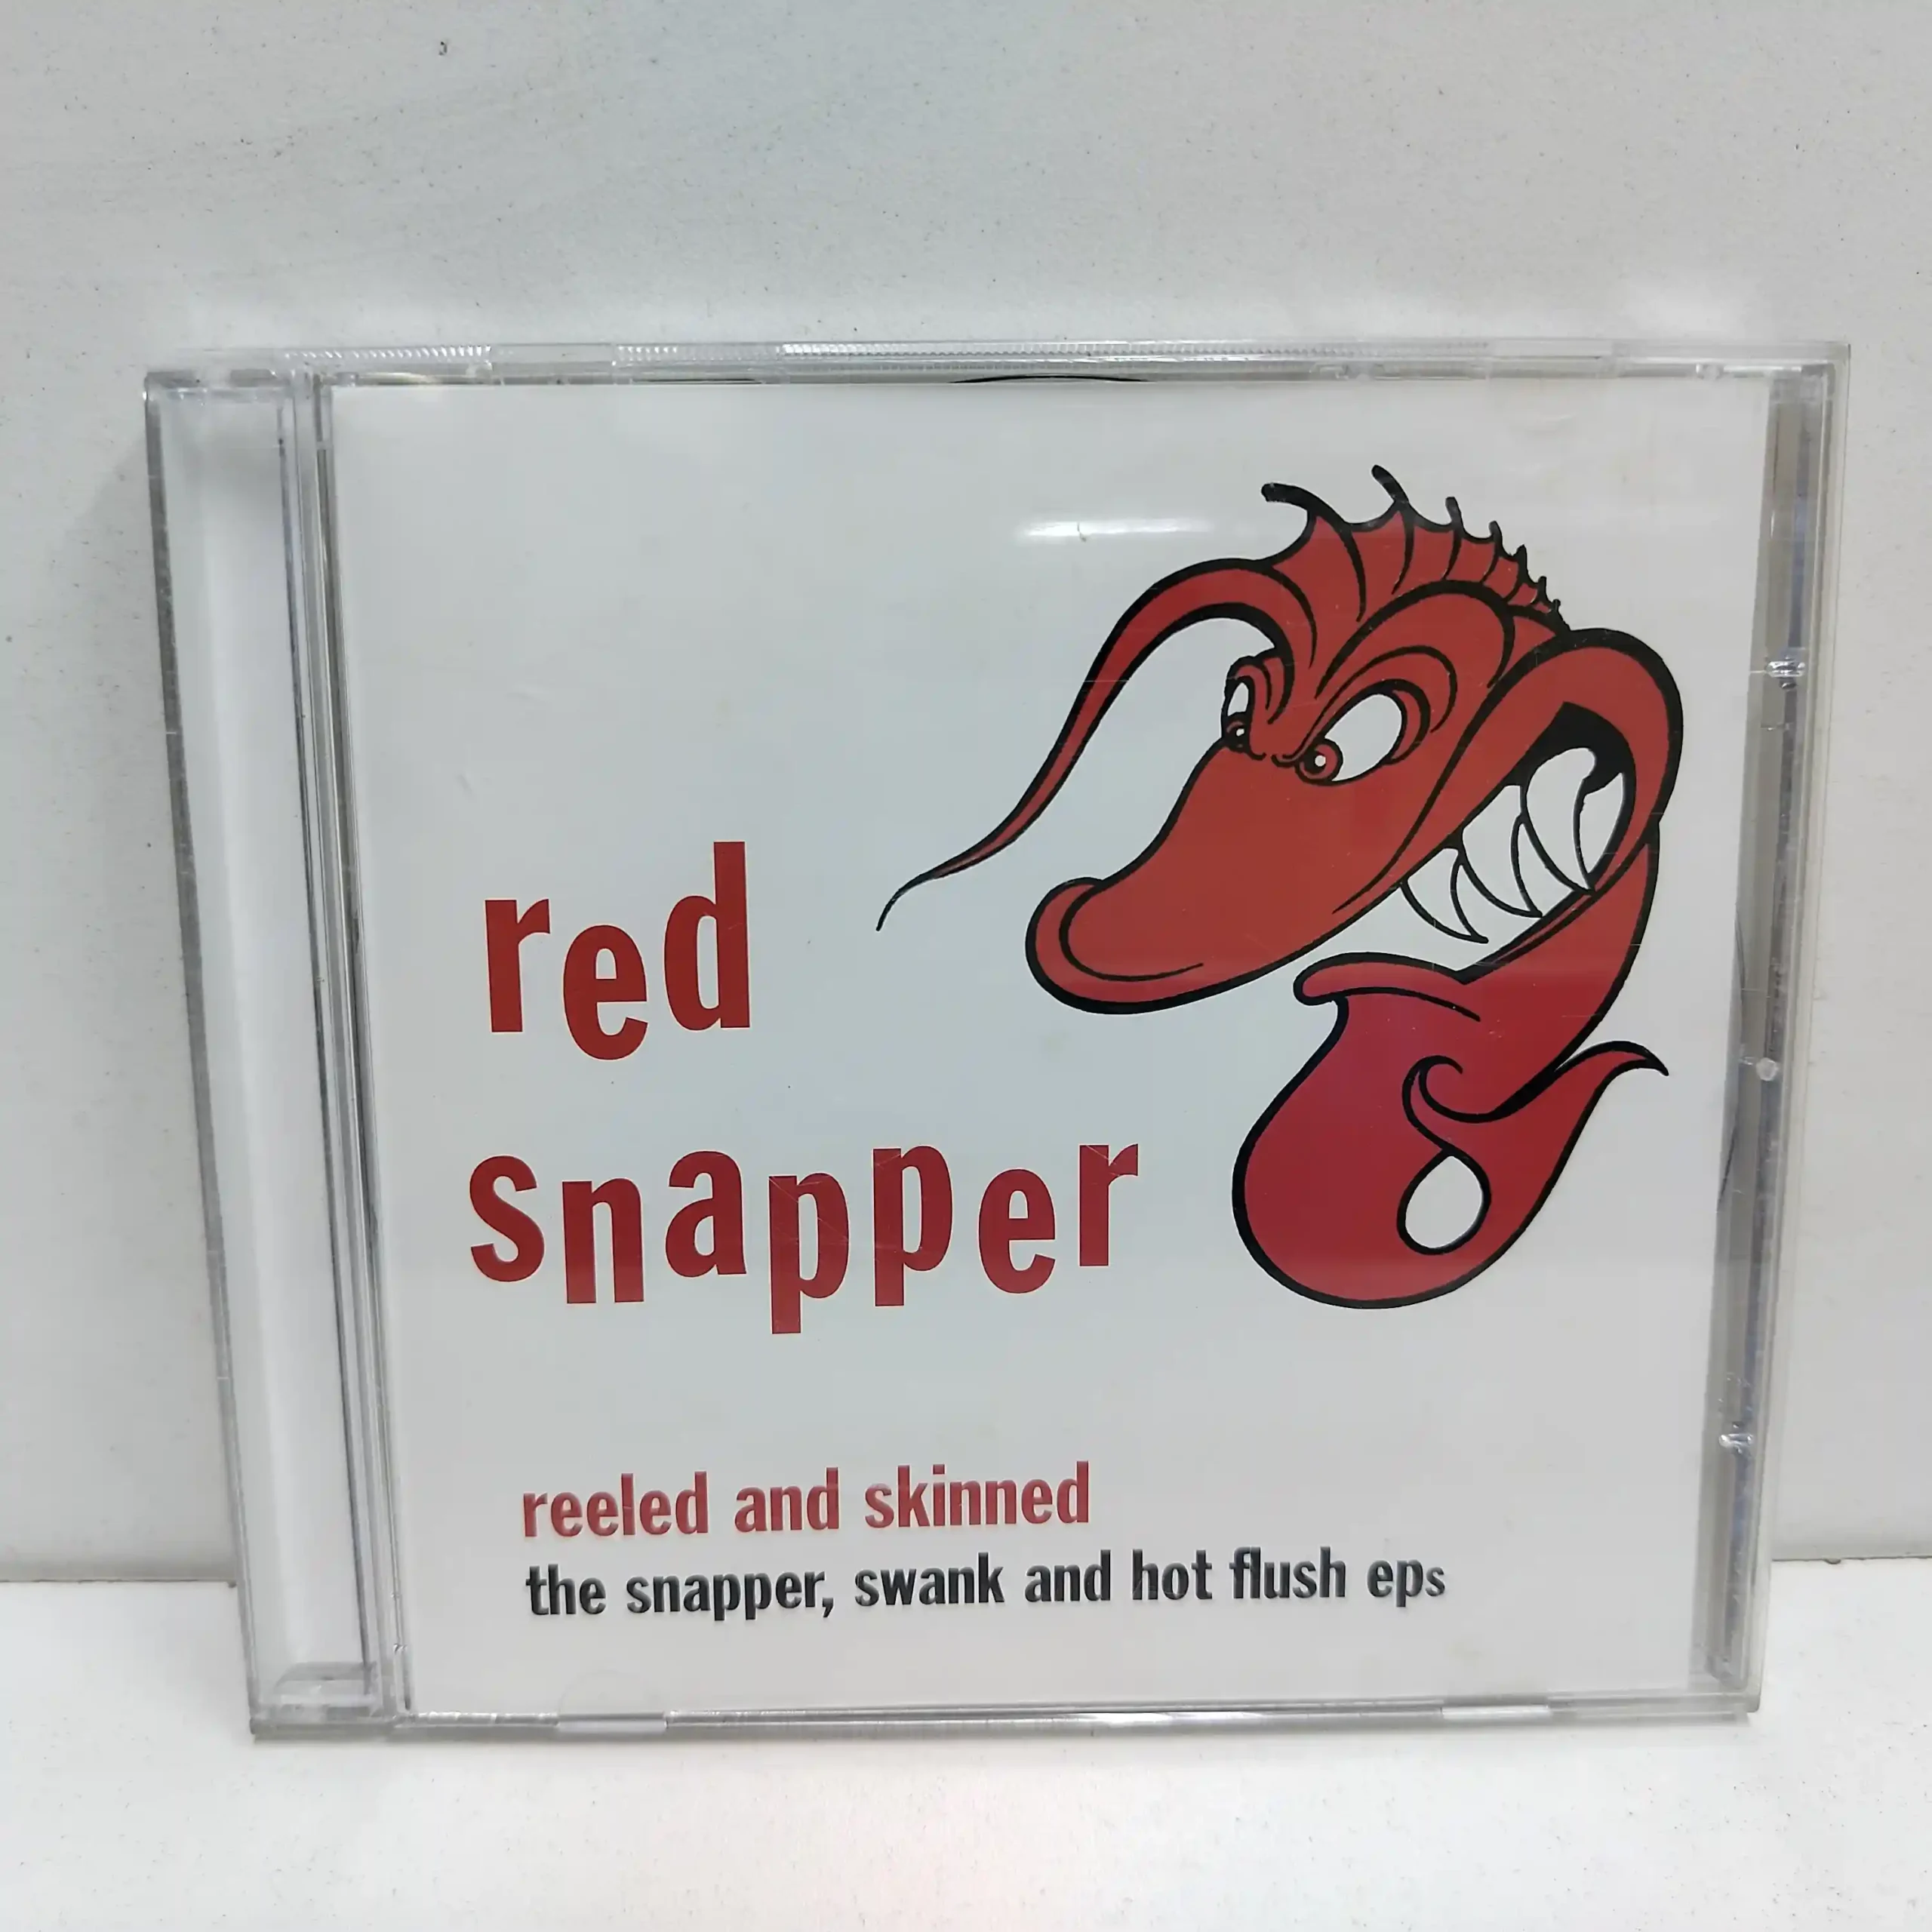 red
snapper
reeled and skinned
the snapper, swank and hot flush eps